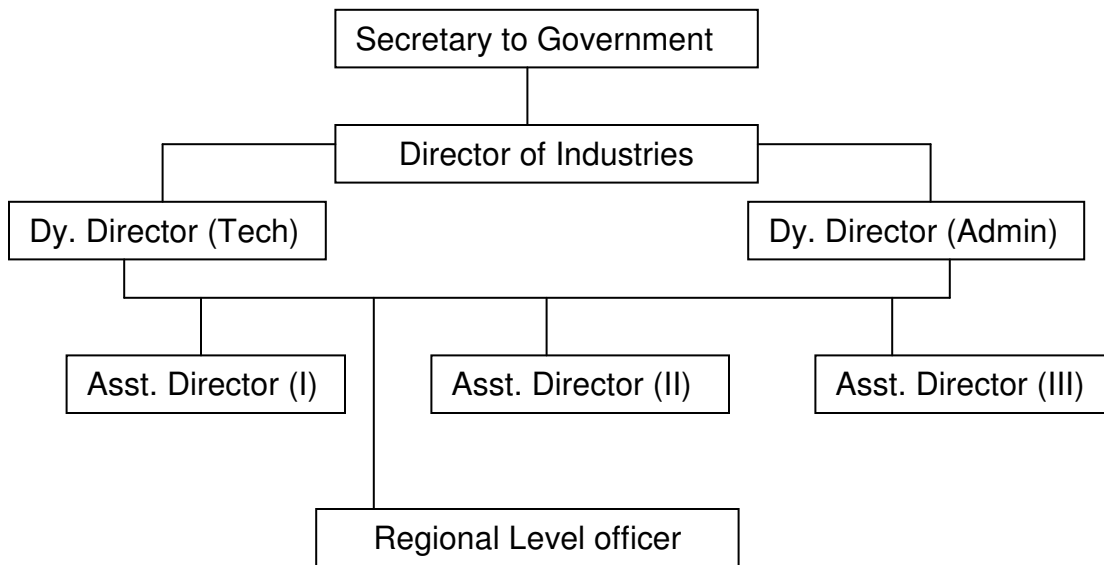 Secretary to Government
Director of Industries
Dy. Director (Tech)
Dy. Director (Admin)
Asst. Director (I)
Asst. Director (II)
Asst. Director (III)
Regional Level officer